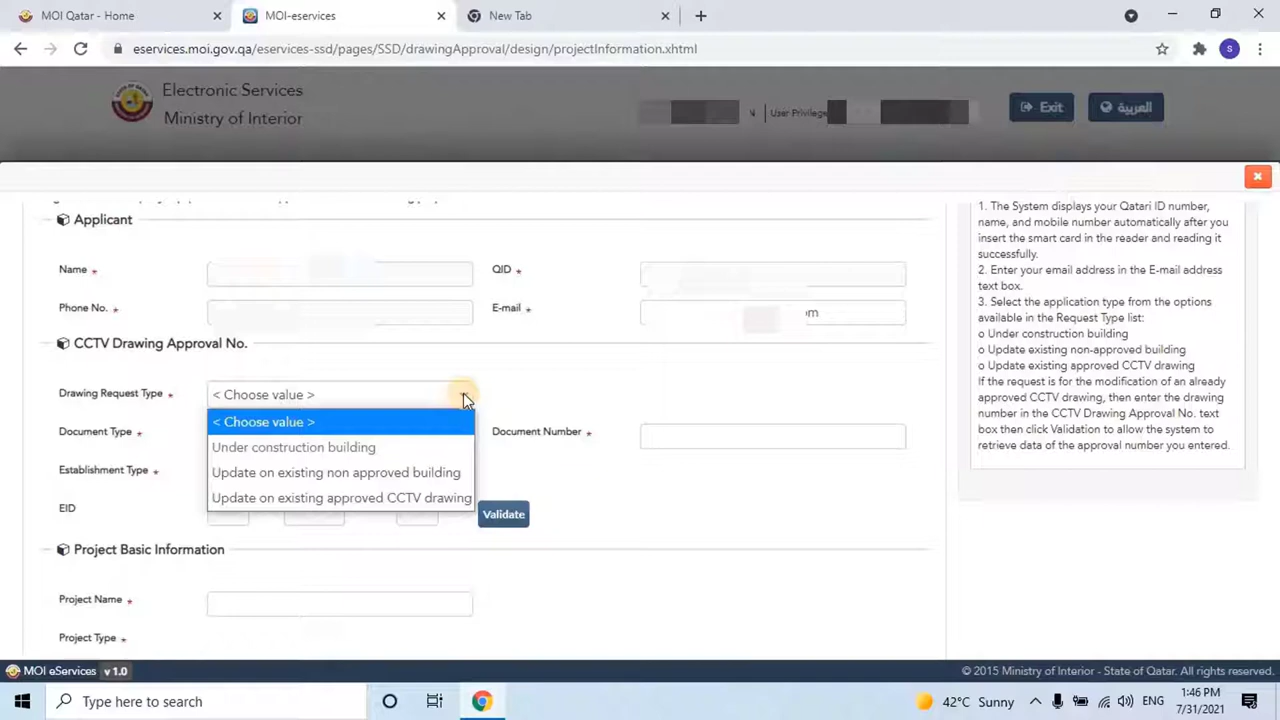 MOI Qatar - Home
MOI-eservices
New Tab
eservices.moi.gov.qa/eservices-ssd/pages/SSD/drawingApproval/design/projectInformation.xhtml
S
Electronic Services
Ministry of Interior
User Privilege
Exit
العربية
Applicant
Name *
QID *
Phone No. *
E-mail *
om
CCTV Drawing Approval No.
Drawing Request Type *
< Choose value >
< Choose value >
Under construction building
Update on existing non approved building
Update on existing approved CCTV drawing
Document Type *
Document Number *
Establishment Type *
EID
Validate
Project Basic Information
Project Name *
Project Type *
1. The System displays your Qatari ID number,
name, and mobile number automatically after you
insert the smart card in the reader and reading it
successfully.
2. Enter your email address in the E-mail address
text box.
3. Select the application type from the options
available in the Request Type list:
o Under construction building
o Update existing non-approved building
o Update existing approved CCTV drawing
If the request is for the modification of an already
approved CCTV drawing, then enter the drawing
number in the CCTV Drawing Approval No. text
box then click Validation to allow the system to
retrieve data of the approval number you entered.
MOI eServices v 1.0
© 2015 Ministry of Interior - State of Qatar. All rights reserved.
Type here to search
42°C Sunny
ENG
1:46 PM
7/31/2021